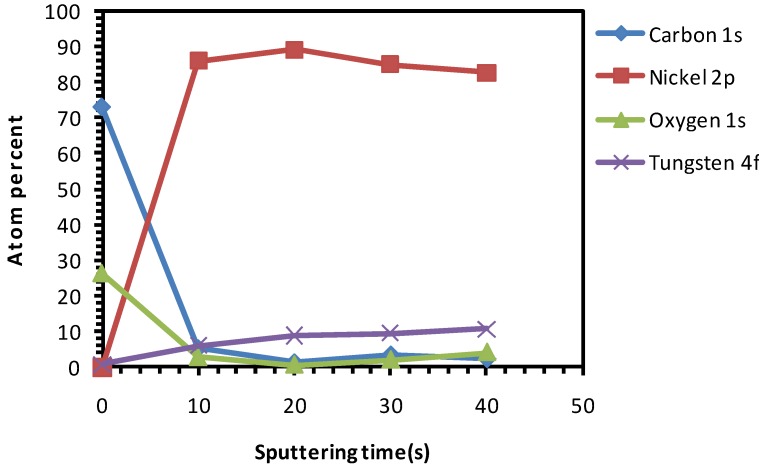 100
90
80
70
60
50
40
30
20
10
0
Atom percent
0 10 20 30 40 50
Sputtering time(s)
Carbon 1s
Nickel 2p
Oxygen 1s
Tungsten 4f